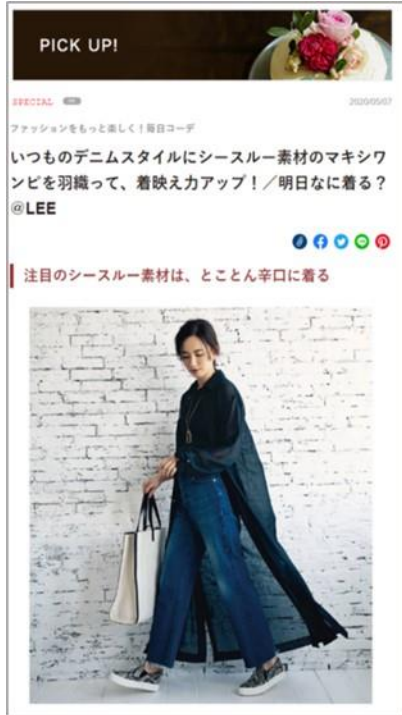 PICK UP!
SPECIAL
2020/05/07
ファッションをもっと楽しく！毎日コーデ
いつものデニムスタイルにシースルー素材のマキシワ
ンピを羽織って、着映え力アップ！／明日なに着る？
@LEE
注目のシースルー素材は、とことん辛口に着る